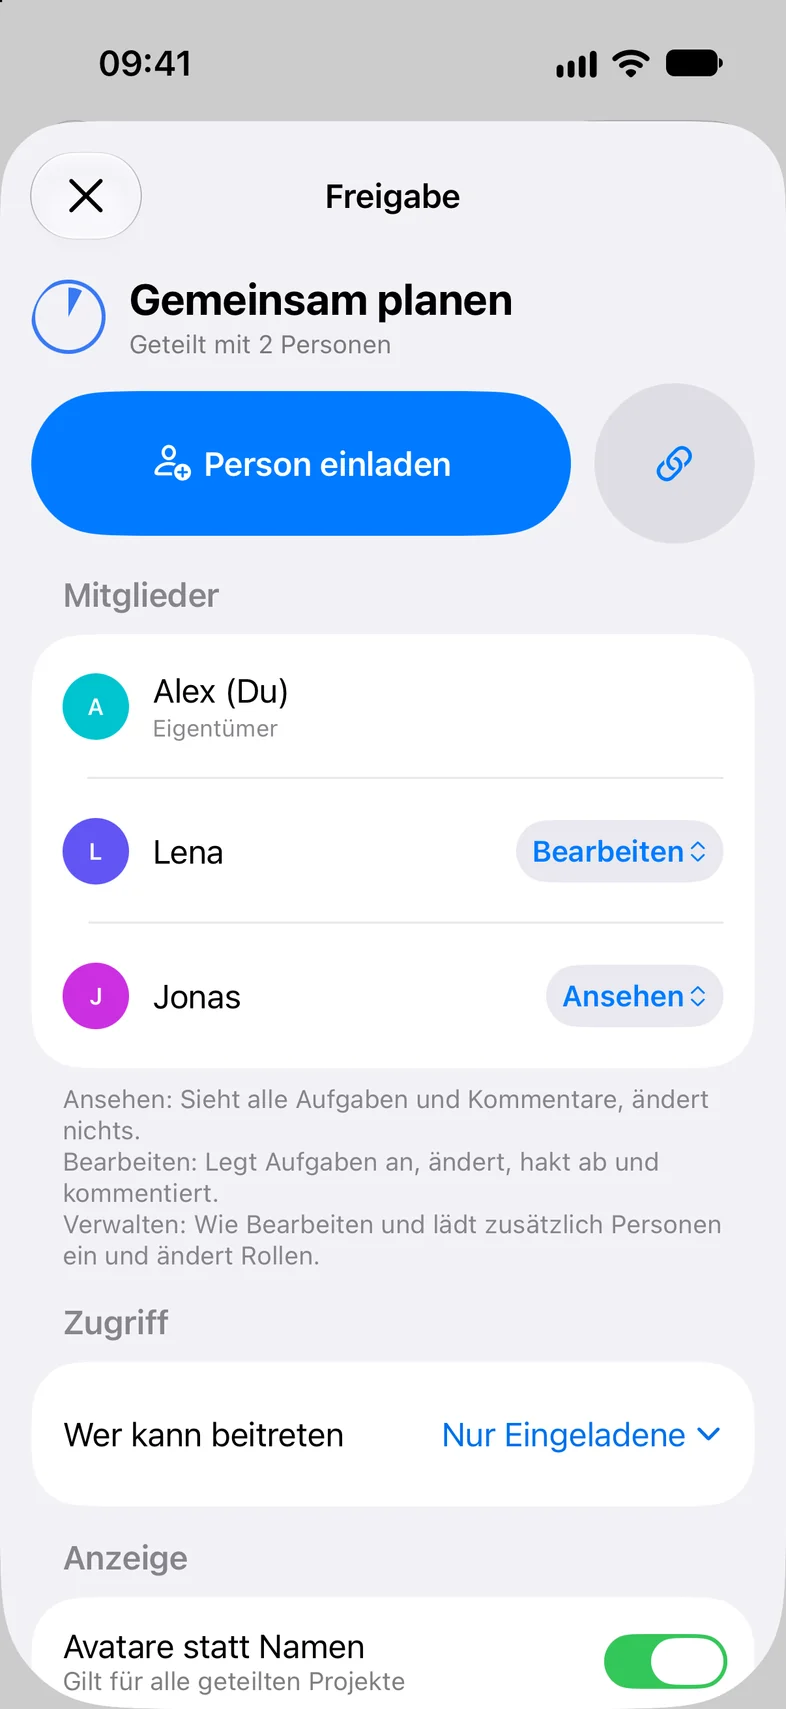 09:41
Freigabe
Gemeinsam planen
Geteilt mit 2 Personen
Person einladen
Mitglieder
A
Alex (Du)
Eigentümer
L
Lena
Bearbeiten
J
Jonas
Ansehen
Ansehen: Sieht alle Aufgaben und Kommentare, ändert
nichts.
Bearbeiten: Legt Aufgaben an, ändert, hakt ab und
kommentiert.
Verwalten: Wie Bearbeiten und lädt zusätzlich Personen
ein und ändert Rollen.
Zugriff
Wer kann beitreten
Nur Eingeladene
Anzeige
Avatare statt Namen
Gilt für alle geteilten Projekte